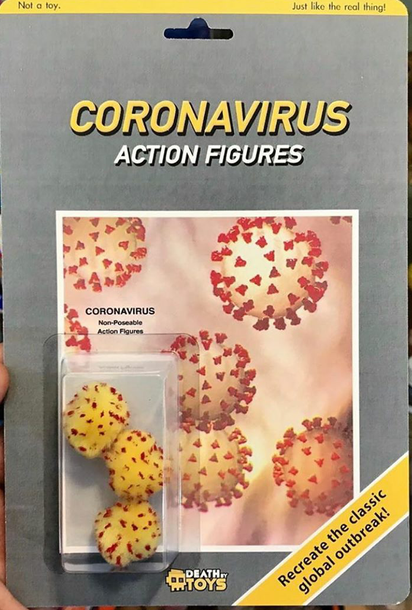 Not a toy.
Just like the real thing!
CORONAVIRUS
ACTION FIGURES
CORONAVIRUS
Non-Poseable
Action Figures
Recreate the classic
global outbreak!
DEATH BY
TOYS